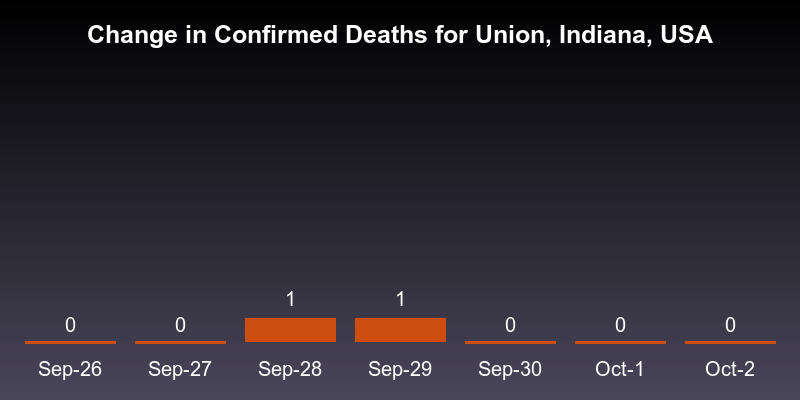 Change in Confirmed Deaths for Union, Indiana, USA
1 1
0 0 0 0 0
Sep-26 Sep-27 Sep-28 Sep-29 Sep-30 Oct-1 Oct-2